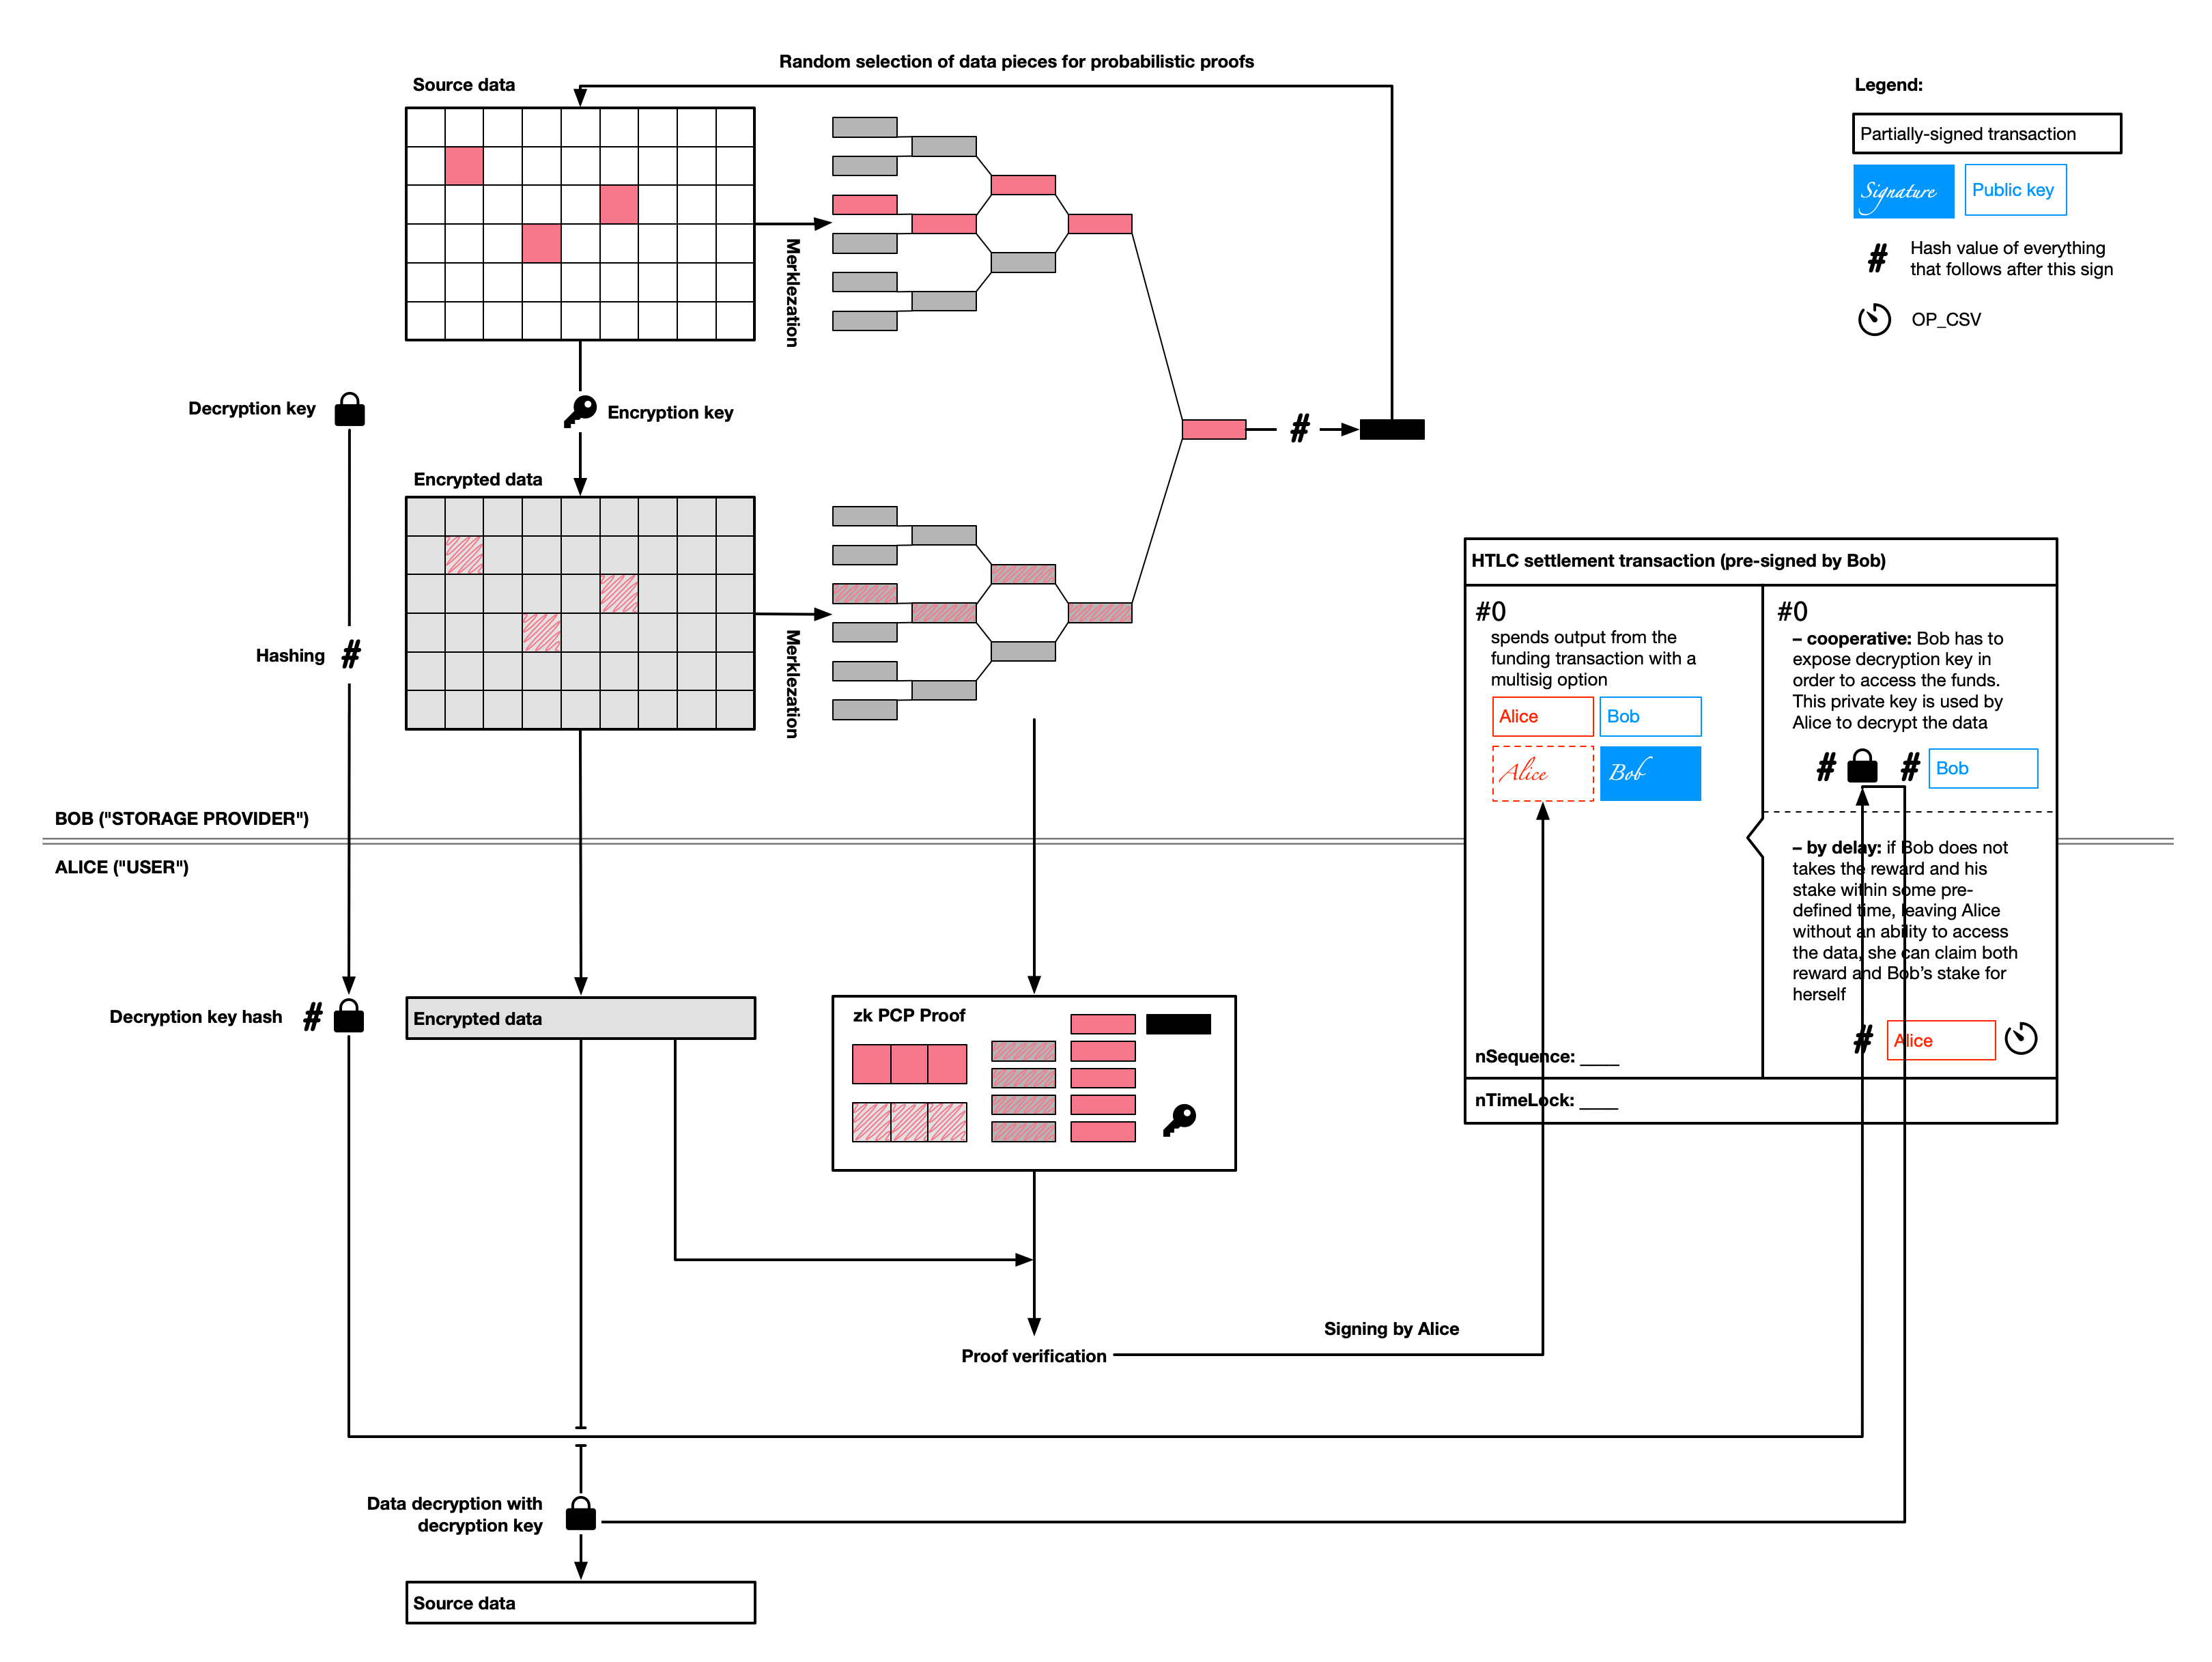 Random selection of data pieces for probabilistic proofs
Source data
Legend:
Partially-signed transaction
Signature
Public key
# Hash value of everything
that follows after this sign
OP_CSV
Merklezation
Decryption key
Encryption key
#
Encrypted data
Merklezation
Hashing #
HTLC settlement transaction (pre-signed by Bob)
#0
spends output from the
funding transaction with a
multisig option
Alice
Bob
Alice
Bob
nSequence: ____
#0
– cooperative: Bob has to
expose decryption key in
order to access the funds.
This private key is used by
Alice to decrypt the data
# # Bob
– by delay: if Bob does not
takes the reward and his
stake within some pre-
defined time, leaving Alice
without an ability to access
the data, she can claim both
reward and Bob's stake for
herself
# Alice
nTimeLock: ____
BOB ("STORAGE PROVIDER")
ALICE ("USER")
Decryption key hash #
Encrypted data
zk PCP Proof
Signing by Alice
Proof verification
Data decryption with
decryption key
Source data